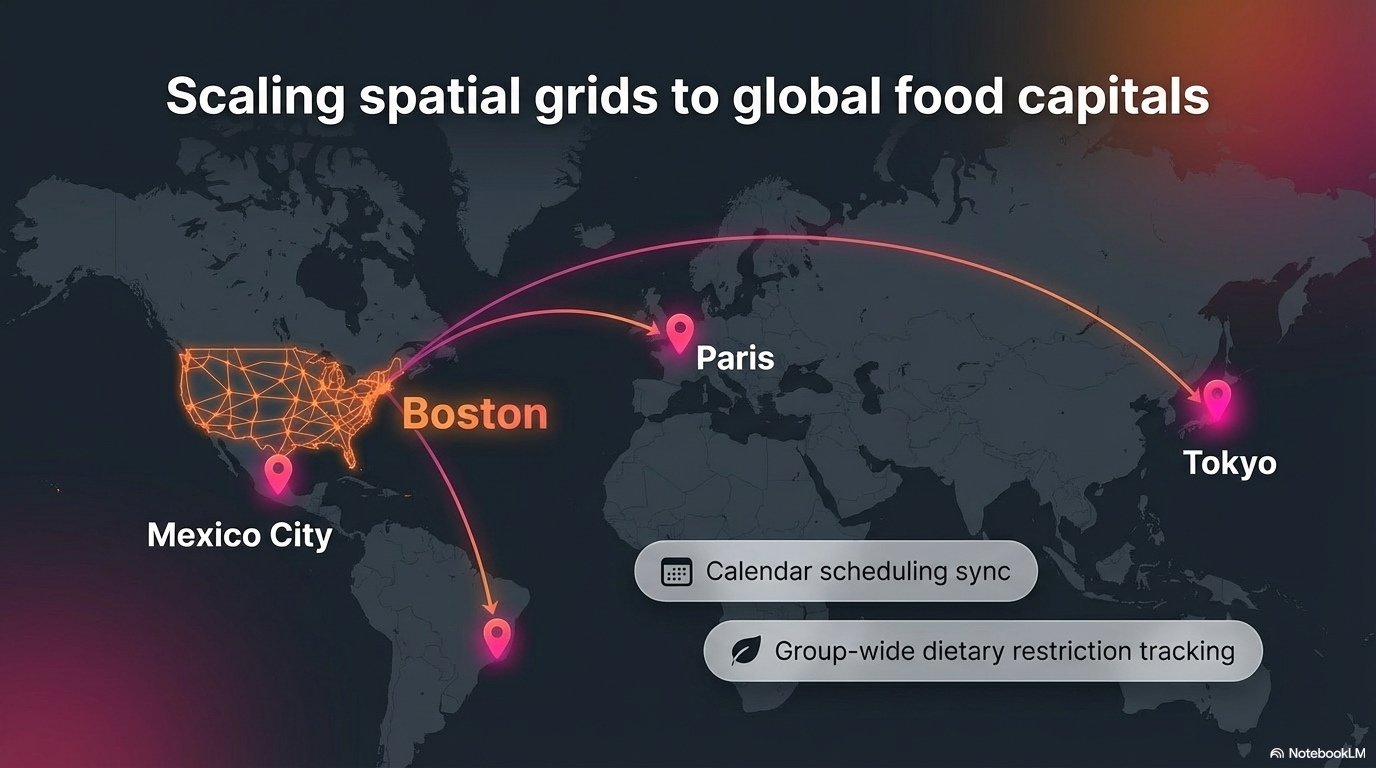 Scaling spatial grids to global food capitals
Paris
Boston
Tokyo
Mexico City
Calendar scheduling sync
Group-wide dietary restriction tracking
NotebookLM